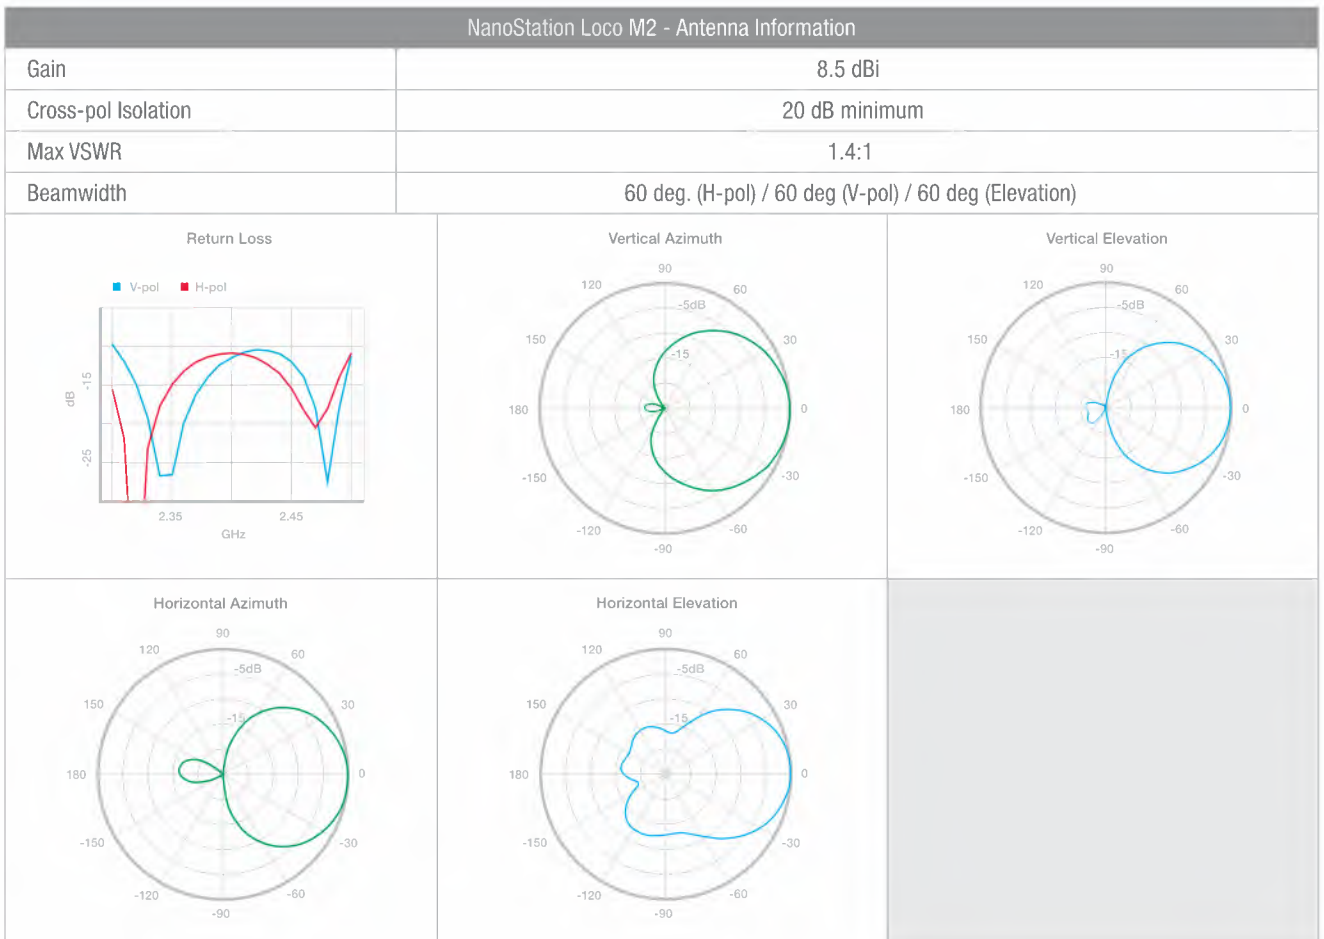 NanoStation Loco M2 - Antenna Information
Gain 8.5 dBi
Cross-pol Isolation 20 dB minimum
Max VSWR 1.4:1
Beamwidth 60 deg. (H-pol) / 60 deg (V-pol) / 60 deg (Elevation)
Return Loss
V-pol H-pol
dB
-15
-25
2.35 2.45
GHz
Vertical Azimuth
90
120 60
-5dB
150 30
-15
180 0
-150 -30
-120 -60
-90
Vertical Elevation
90
120 60
-5dB
150 30
-15
180 0
-150 -30
-120 -60
-90
Horizontal Azimuth
90
120 60
-5dB
150 30
-15
180 0
-150 -30
-120 -60
-90
Horizontal Elevation
90
120 60
-5dB
150 30
-15
180 0
-150 -30
-120 -60
-90